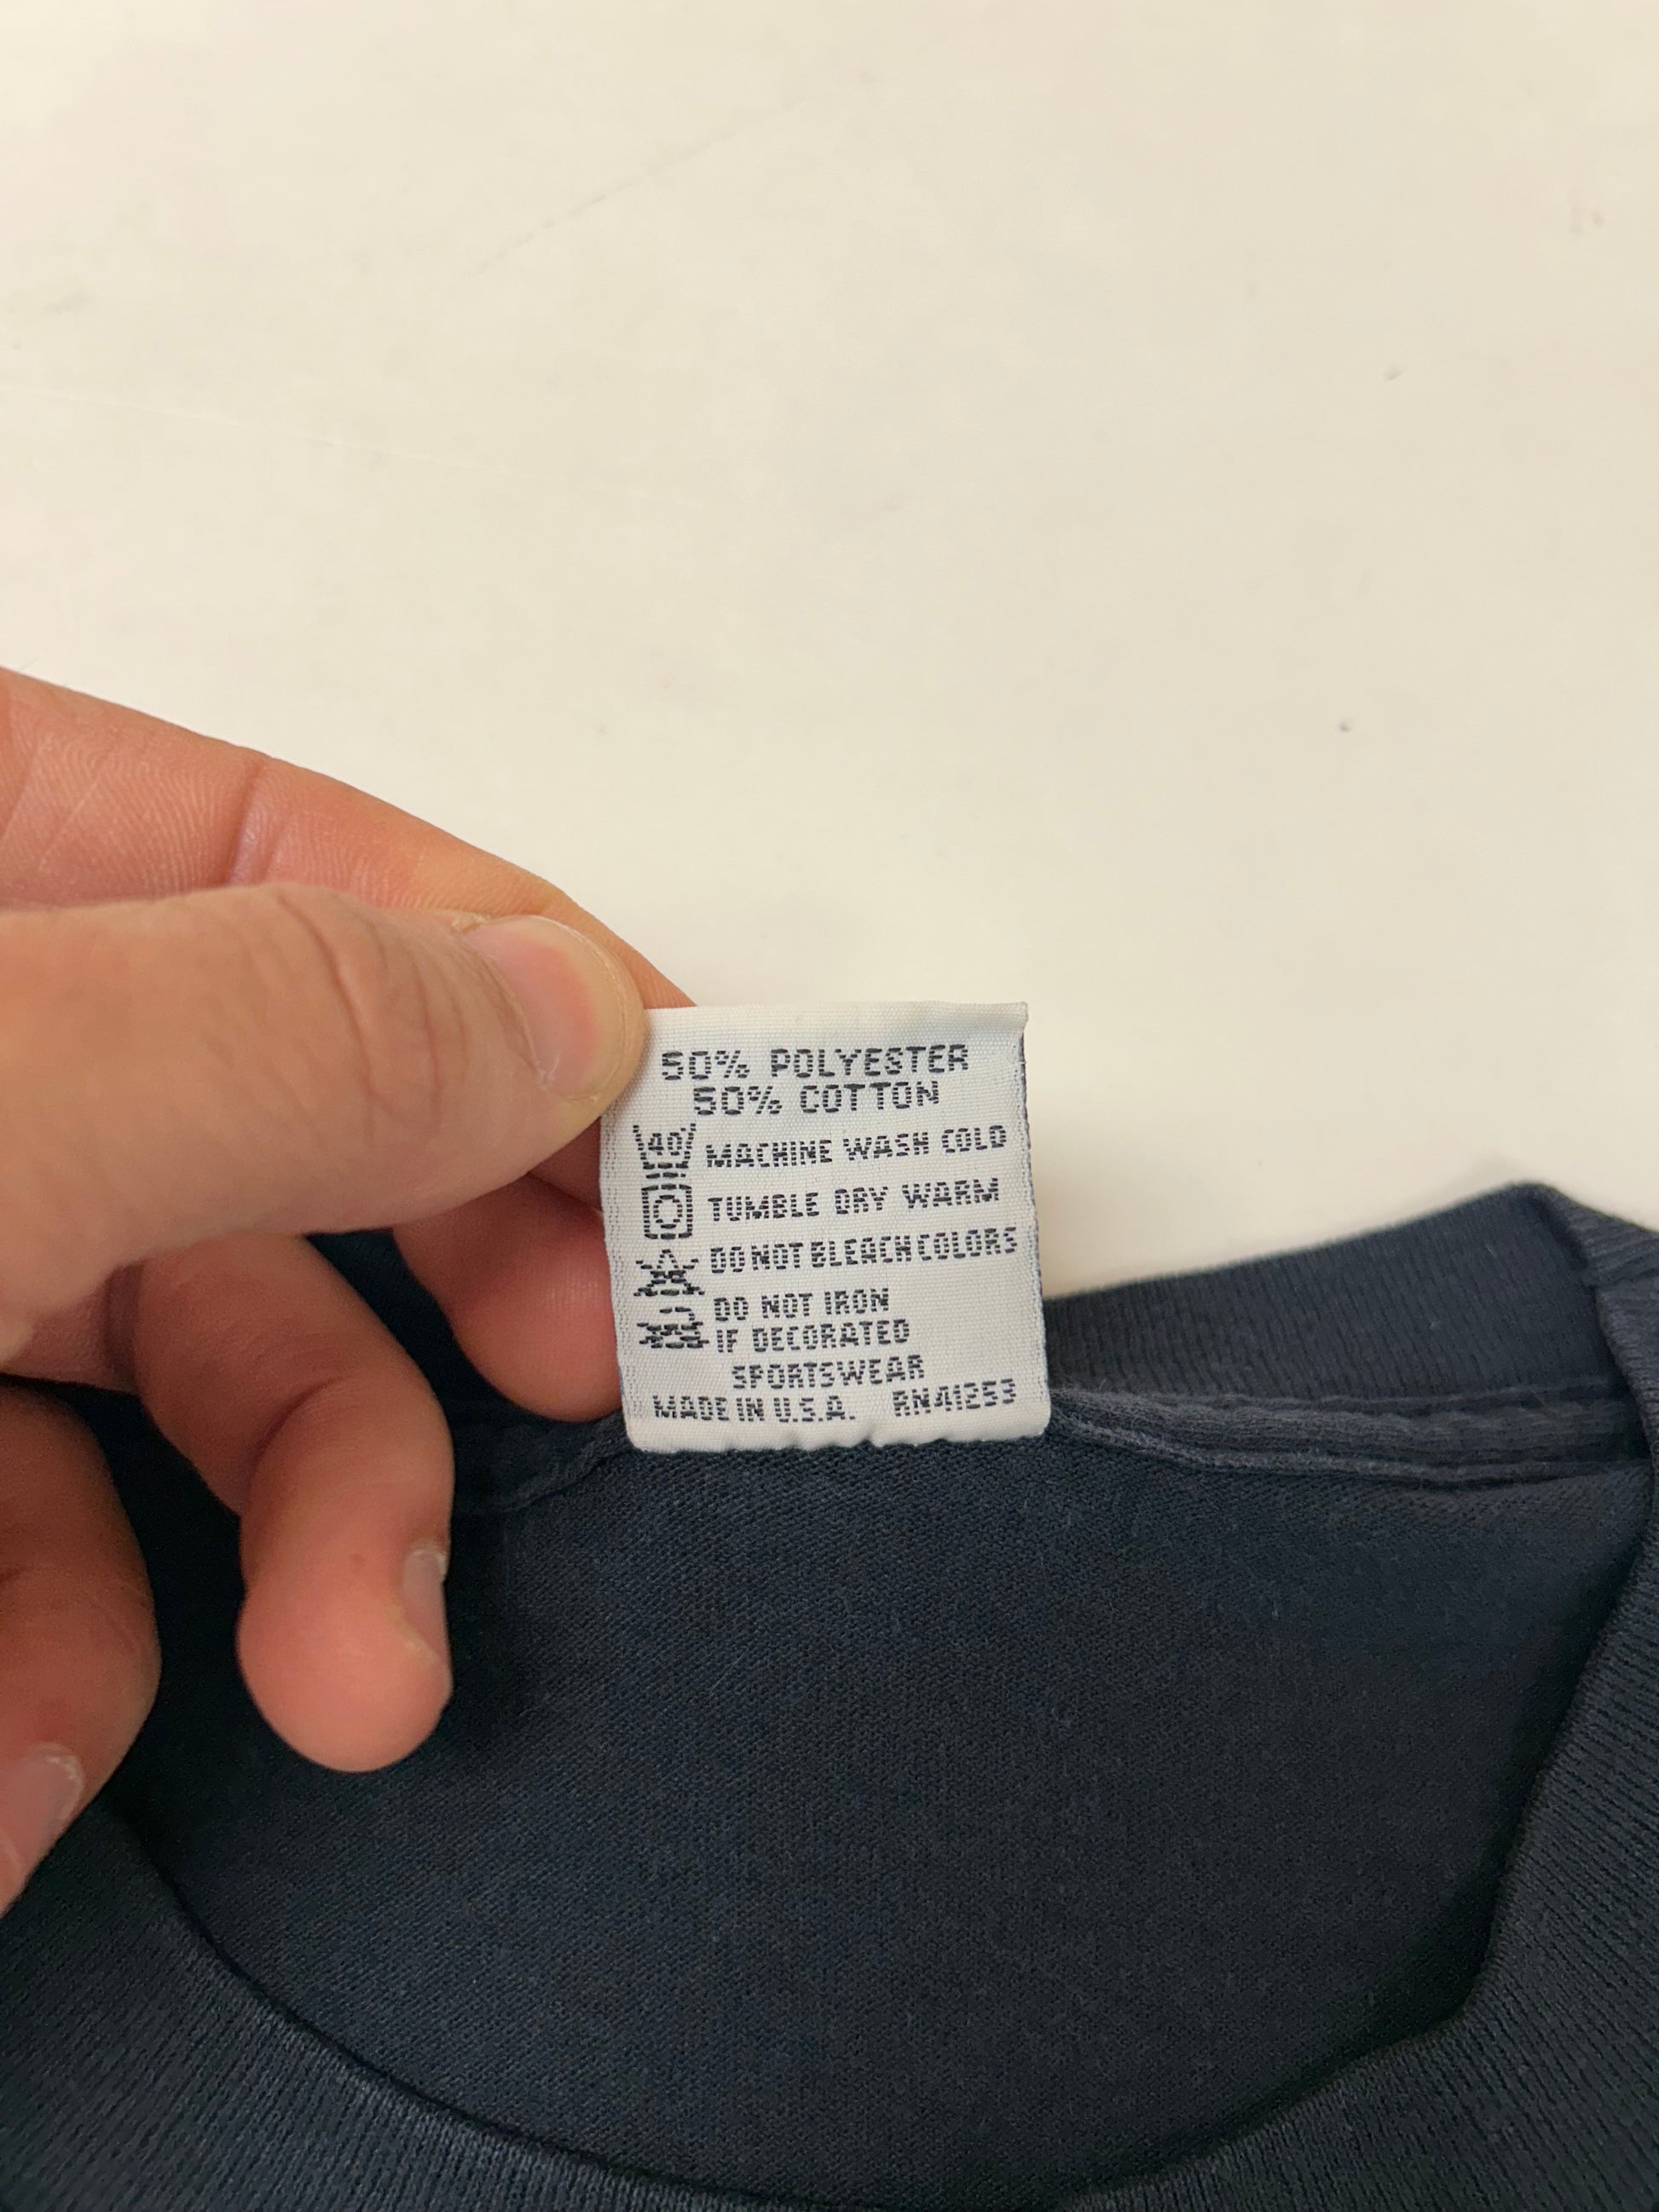 50% POLYESTER
50% COTTON
40 MACHINE WASH COLD
TUMBLE DRY WARM
DO NOT BLEACH COLORS
DO NOT IRON
IF DECORATED
SPORTSWEAR
MADE IN U.S.A. RN41253